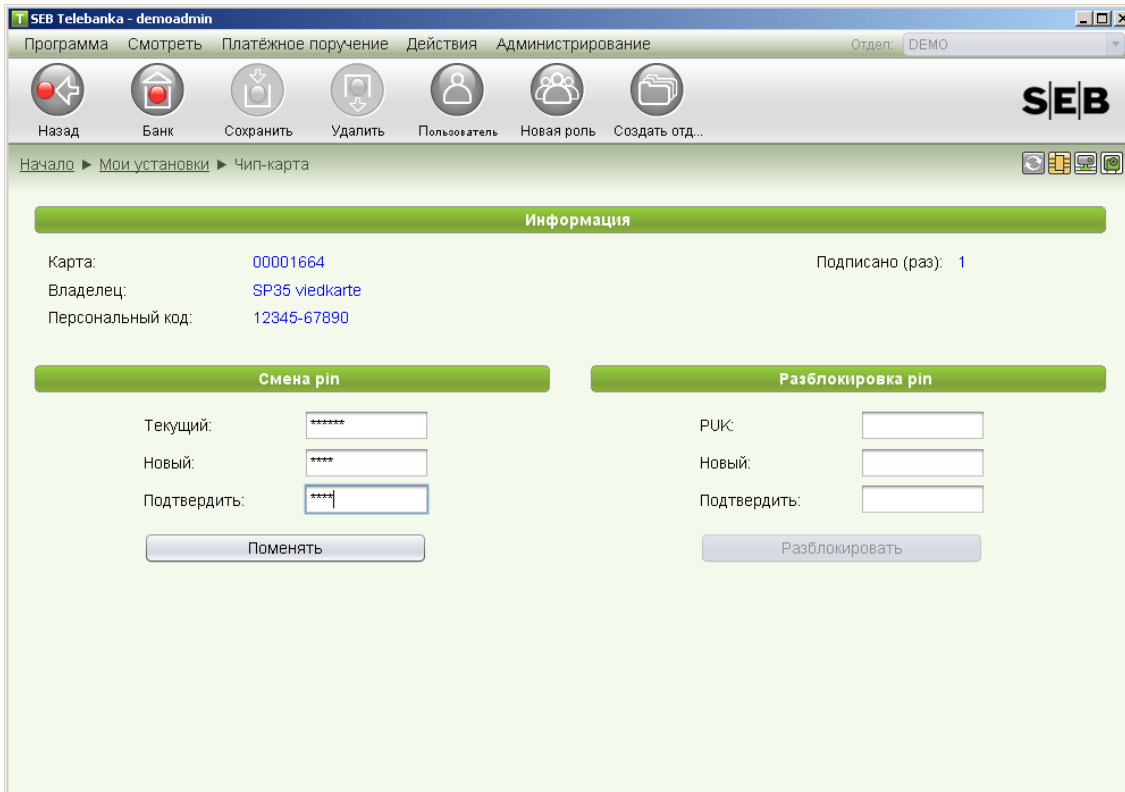 SEB Telebanka - demoadmin
Программа Смотреть Платёжное поручение Действия Администрирование Отдел: DEMO
Назад Банк Сохранить Удалить Пользователь Новая роль Создать отд...
SEB
Начало ► Мои установки ► Чип-карта
Информация
Карта: 00001664 Подписано (раз): 1
Владелец: SP35 viedkarte
Персональный код: 12345-67890
Смена pin Разблокировка pin
Текущий: ****** PUK:
Новый: **** Новый:
Подтвердить: **** Подтвердить:
Поменять Разблокировать